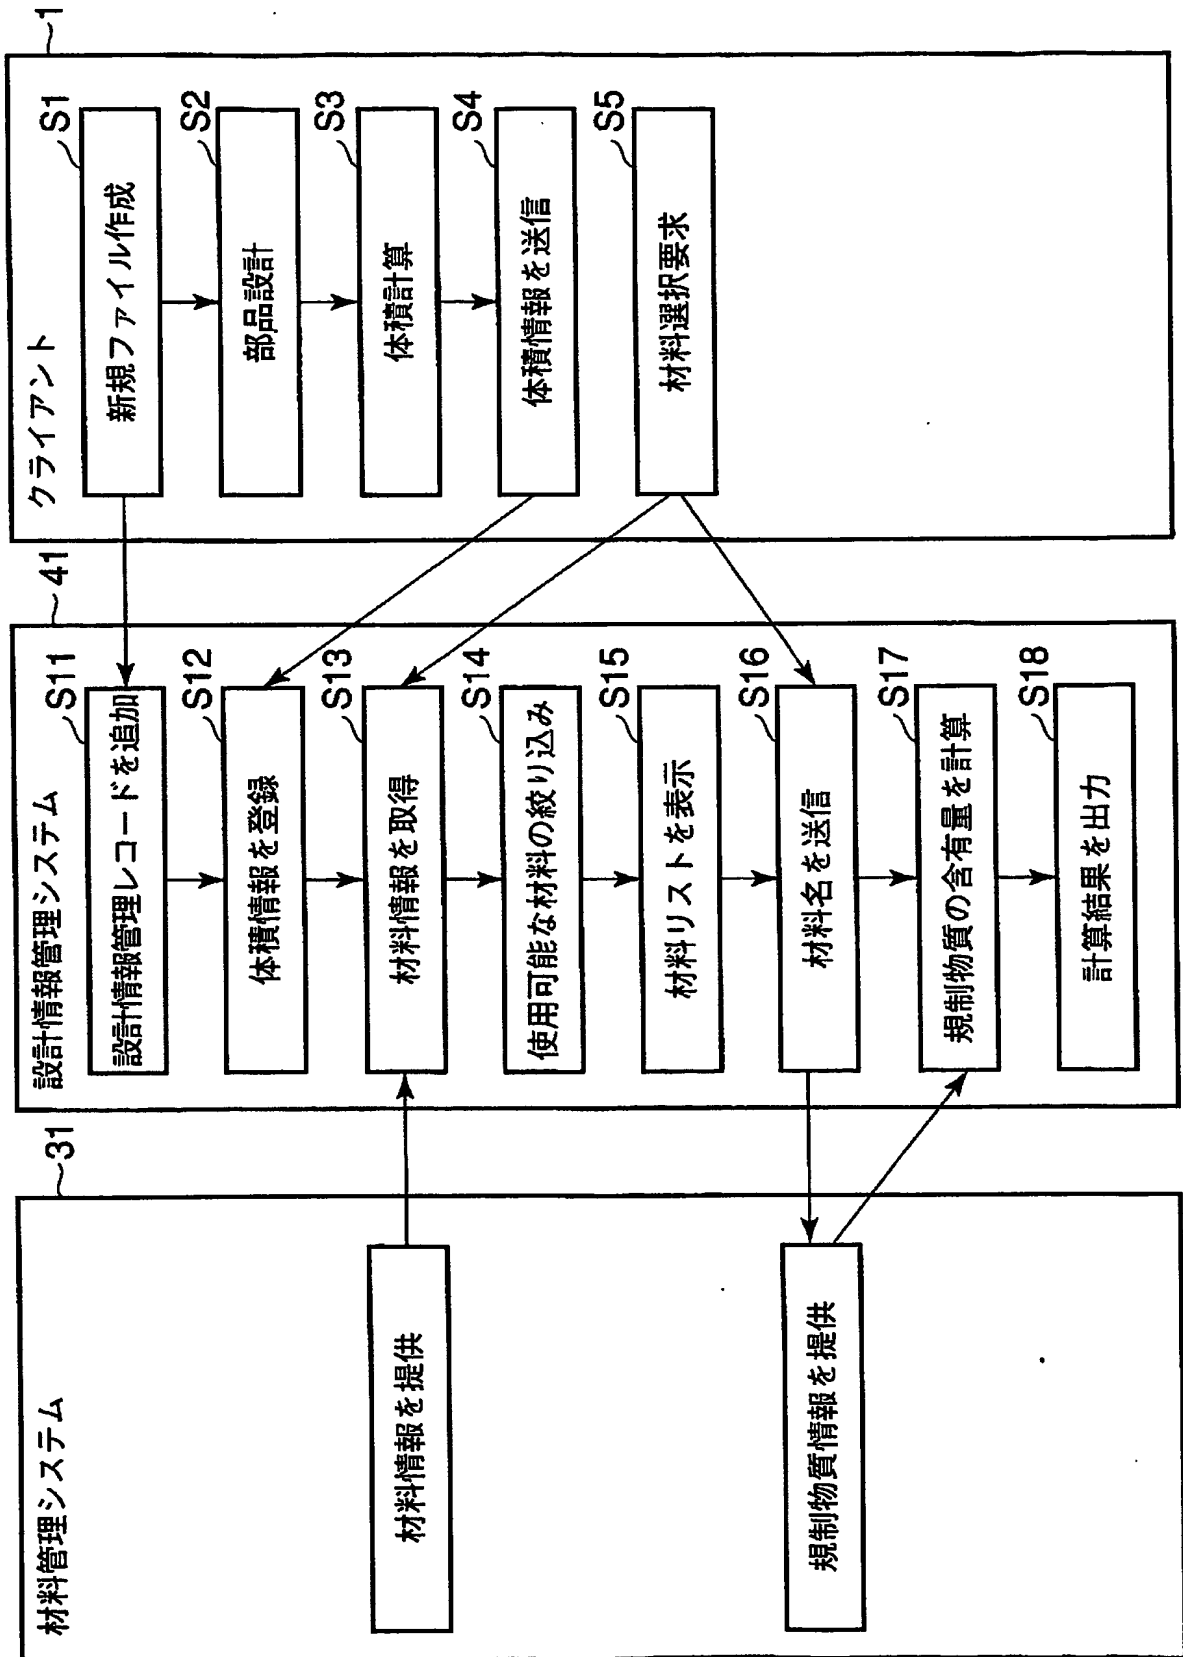 材料管理システム
31
材料情報を提供
規制物質情報を提供
設計情報管理システム
41
設計情報管理レコードを追加
S11
体積情報を登録
S12
材料情報を取得
S13
使用可能な材料の絞り込み
S14
材料リストを表示
S15
材料名を送信
S16
規制物質の含有量を計算
S17
計算結果を出力
S18
クライアント
1
新規ファイル作成
S1
部品設計
S2
体積計算
S3
体積情報を送信
S4
材料選択要求
S5